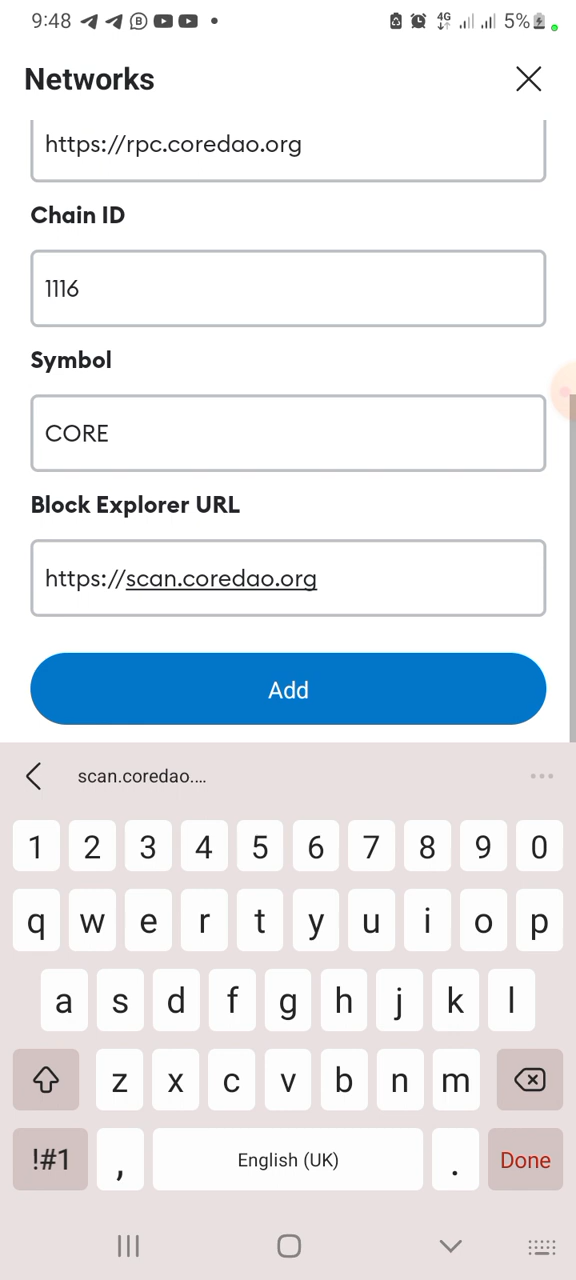 9:48 4G 5%
Networks
https://rpc.coredao.org
Chain ID
1116
Symbol
CORE
Block Explorer URL
https://scan.coredao.org
Add
scan.coredao....
1 2 3 4 5 6 7 8 9 0
q w e r t y u i o p
a s d f g h j k l
z x c v b n m
!#1 , English (UK) . Done